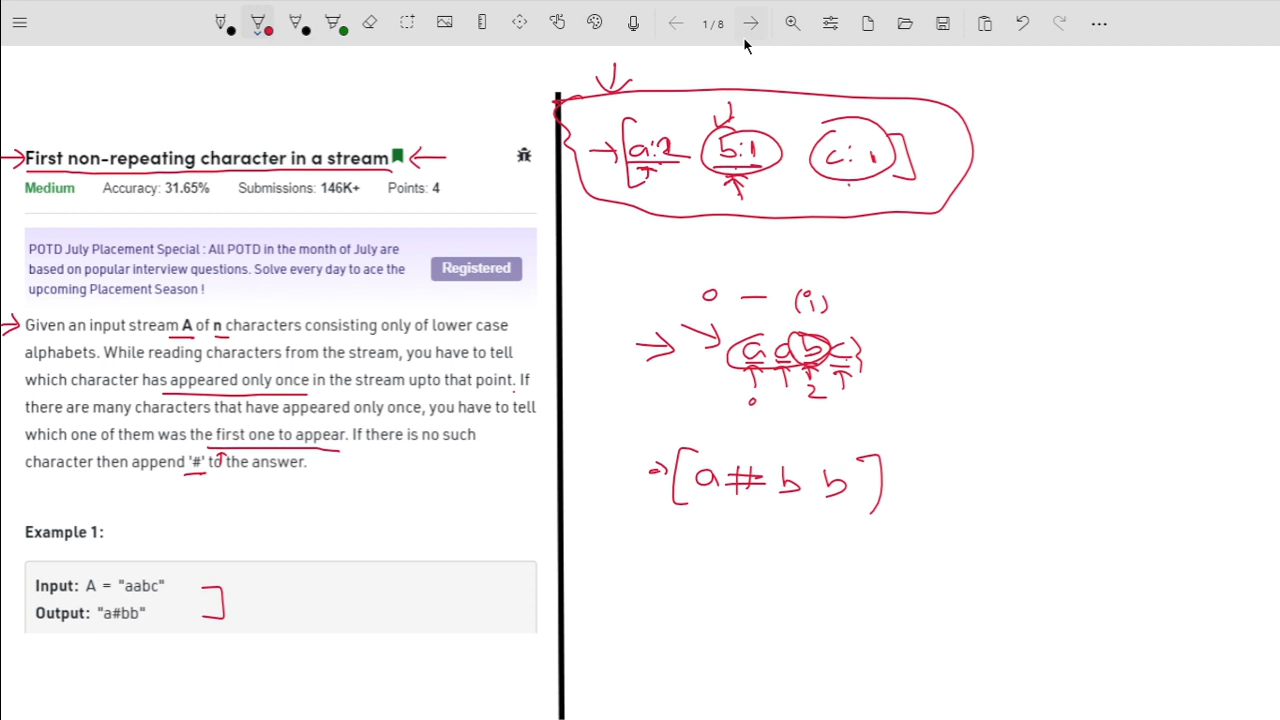 1 / 8
First non-repeating character in a stream
Medium Accuracy: 31.65% Submissions: 146K+ Points: 4
POTD July Placement Special : All POTD in the month of July are
based on popular interview questions. Solve every day to ace the
upcoming Placement Season !
Registered
Given an input stream A of n characters consisting only of lower case
alphabets. While reading characters from the stream, you have to tell
which character has appeared only once in the stream upto that point. If
there are many characters that have appeared only once, you have to tell
which one of them was the first one to appear. If there is no such
character then append '#' to the answer.
Example 1:
Input: A = "aabc"
Output: "a#bb"
[a:2 b:1 c:1]
0 — (i)
a a b c
0 2
[a # b b]